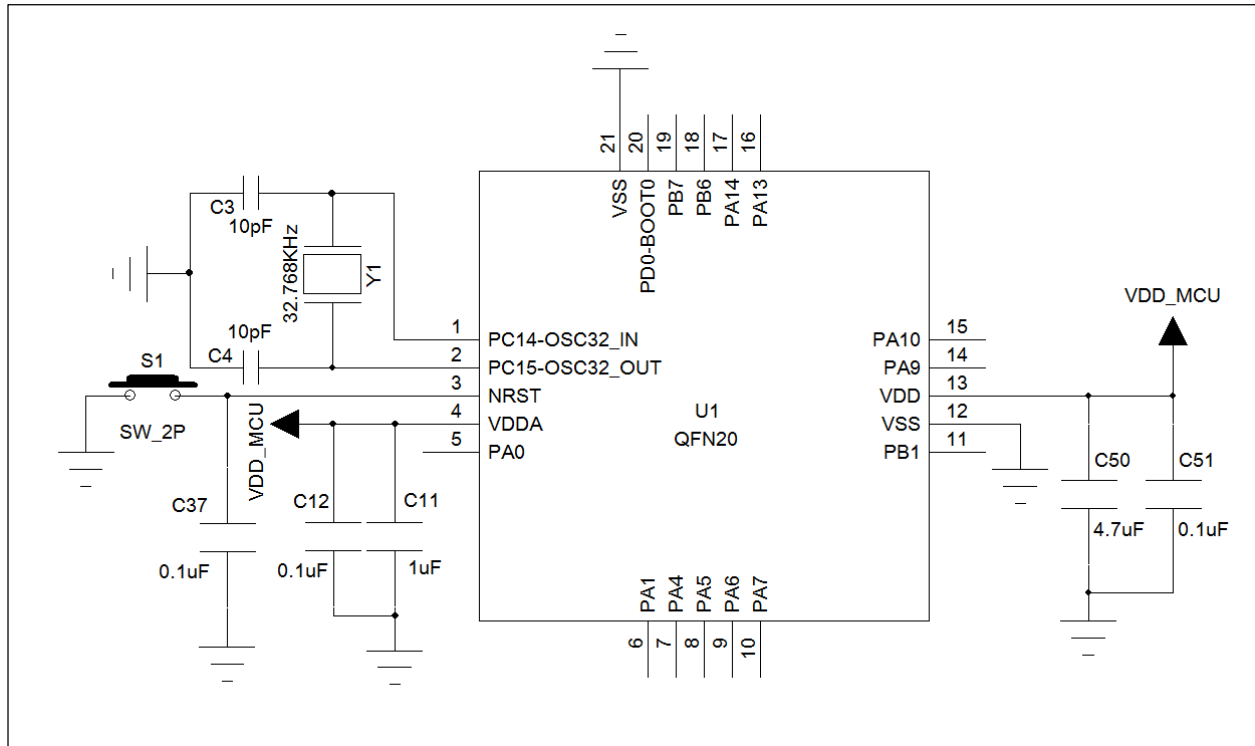 21
20
19
18
17
16
VSS
PD0-BOOT0
PB7
PB6
PA14
PA13
C3
10pF
32.768KHz
Y1
10pF
C4
S1
SW_2P
VDD_MCU
1
PC14-OSC32_IN
2
PC15-OSC32_OUT
3
NRST
4
VDDA
5
PA0
U1
QFN20
PA10
15
PA9
14
VDD
13
VSS
12
PB1
11
VDD_MCU
C50
4.7uF
C51
0.1uF
C37
0.1uF
C12
0.1uF
C11
1uF
PA1
PA4
PA5
PA6
PA7
6
7
8
9
10